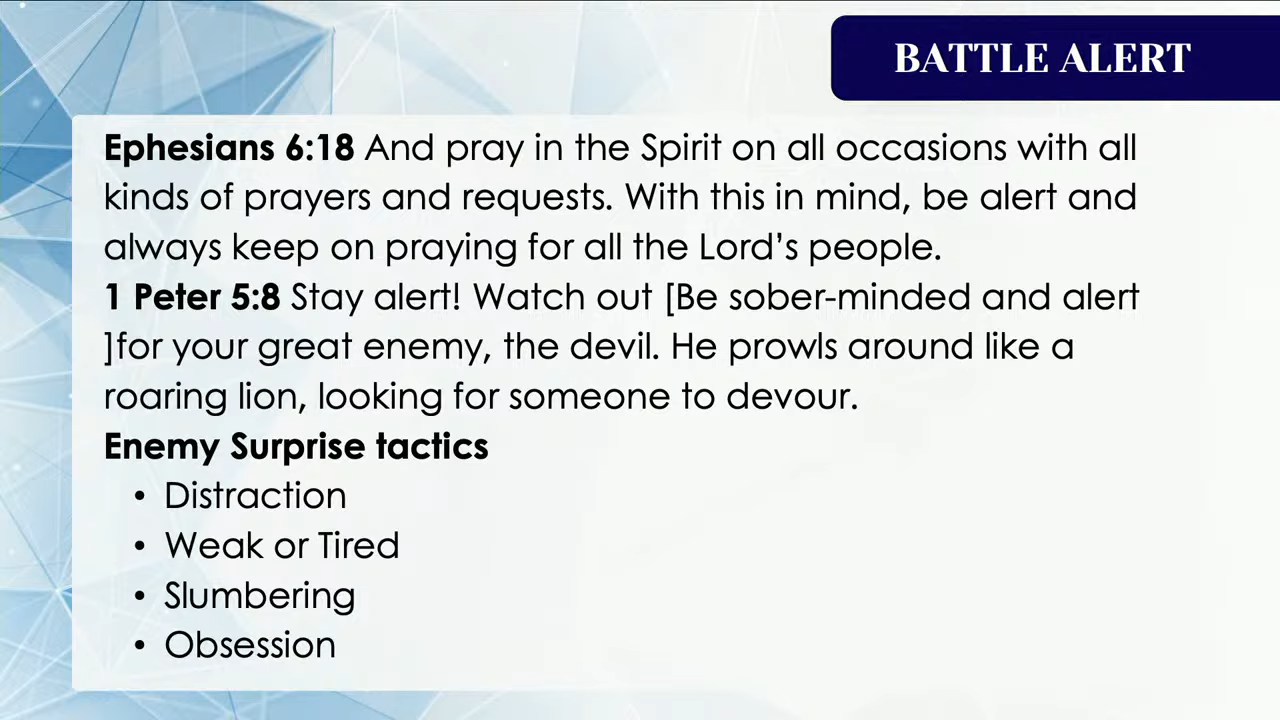 BATTLE ALERT
Ephesians 6:18 And pray in the Spirit on all occasions with all
kinds of prayers and requests. With this in mind, be alert and
always keep on praying for all the Lord’s people.
1 Peter 5:8 Stay alert! Watch out [Be sober-minded and alert
]for your great enemy, the devil. He prowls around like a
roaring lion, looking for someone to devour.
Enemy Surprise tactics
• Distraction
• Weak or Tired
• Slumbering
• Obsession